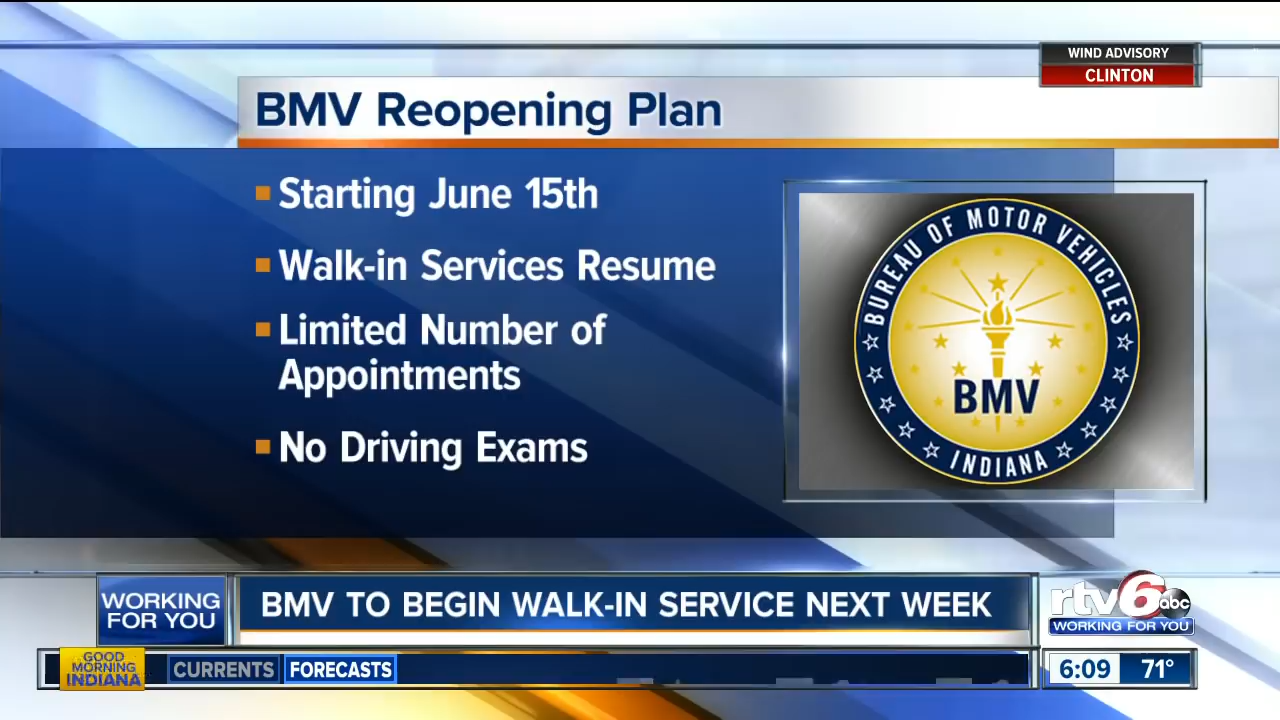 WIND ADVISORY
CLINTON
BMV Reopening Plan
Starting June 15th
Walk-in Services Resume
Limited Number of
Appointments
No Driving Exams
BUREAU OF MOTOR VEHICLES
BMV
INDIANA
WORKING
FOR YOU
BMV TO BEGIN WALK-IN SERVICE NEXT WEEK
rtv6 abc
WORKING FOR YOU
GOOD
MORNING
INDIANA
CURRENTS FORECASTS
6:09 71°